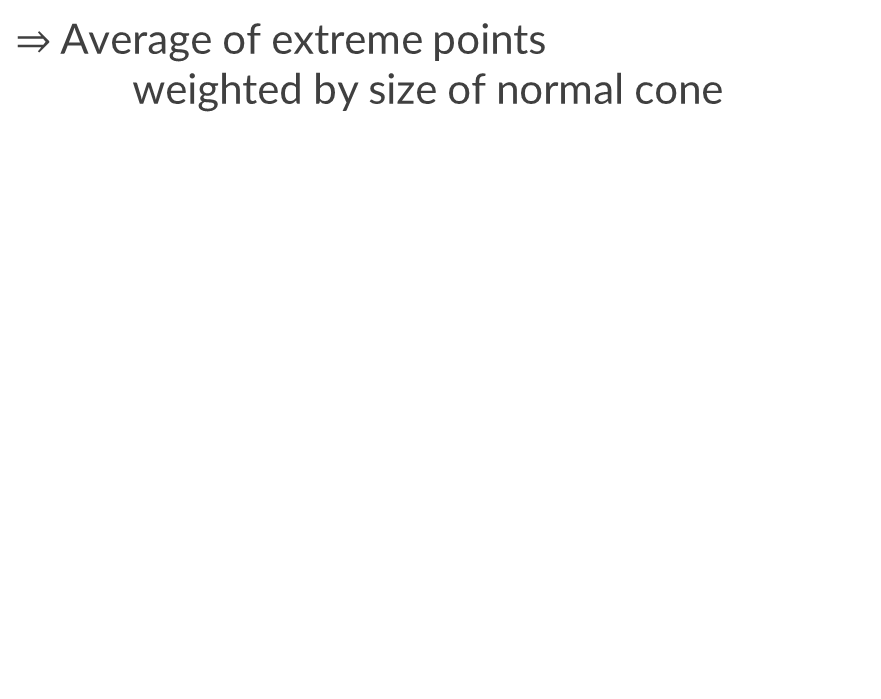 ⇒ Average of extreme points
weighted by size of normal cone